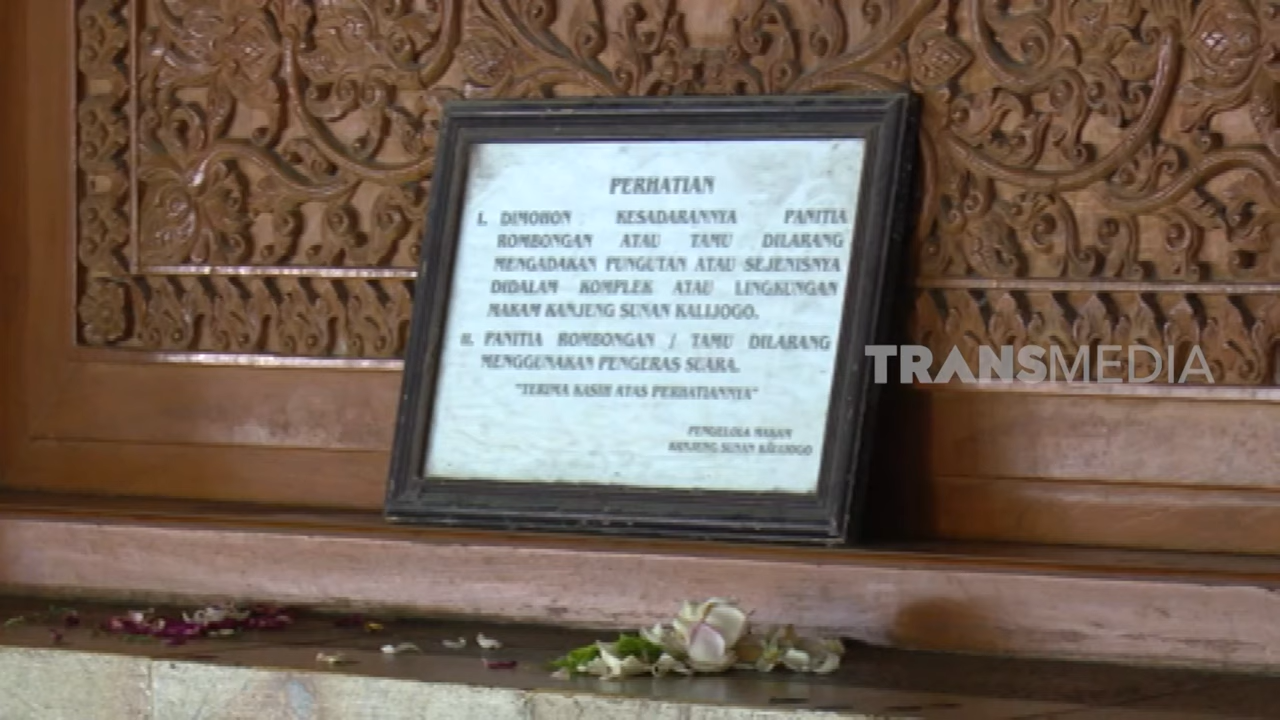 PERHATIAN
I. DIMOHON KESADARANNYA PANITIA
ROMBONGAN ATAU TAMU DILARANG
MENGADAKAN PUNGUTAN ATAU SEJENISNYA
DIDALAM KOMPLEK ATAU LINGKUNGAN
MAKAM KANJENG SUNAN KALIJOGO.
II. PANITIA ROMBONGAN / TAMU DILARANG
MENGGUNAKAN PENGERAS SUARA.
"TERIMA KASIH ATAS PERHATIANNYA"
PENGELOLA MAKAM
KANJENG SUNAN KALIJOGO
TRANSMEDIA